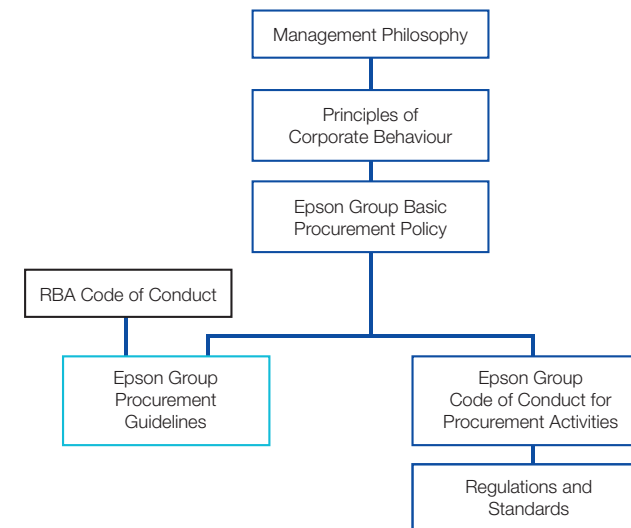 Management Philosophy
Principles of
Corporate Behaviour
Epson Group Basic
Procurement Policy
RBA Code of Conduct
Epson Group
Procurement
Guidelines
Epson Group
Code of Conduct for
Procurement Activities
Regulations and
Standards